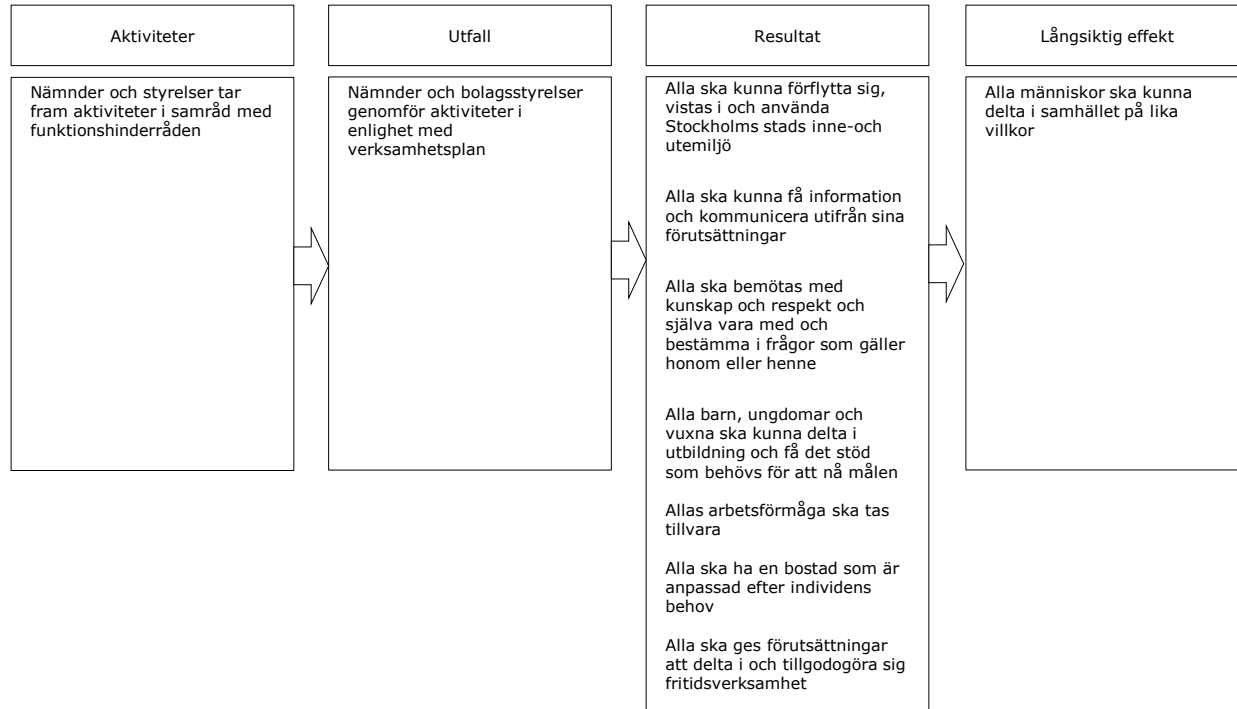 Aktiviteter
Nämnder och styrelser tar
fram aktiviteter i samråd med
funktionshinderråden
Utfall
Nämnder och bolagsstyrelser
genomför aktiviteter i
enlighet med
verksamhetsplan
Resultat
Alla ska kunna förflytta sig,
vistas i och använda
Stockholms stads inne-och
utemiljö
Alla ska kunna få information
och kommunicera utifrån sina
förutsättningar
Alla ska bemötas med
kunskap och respekt och
själva vara med och
bestämma i frågor som gäller
honom eller henne
Alla barn, ungdomar och
vuxna ska kunna delta i
utbildning och få det stöd
som behövs för att nå målen
Allas arbetsförmåga ska tas
tillvara
Alla ska ha en bostad som är
anpassad efter individens
behov
Alla ska ges förutsättningar
att delta i och tillgodogöra sig
fritidsverksamhet
Långsiktig effekt
Alla människor ska kunna
delta i samhället på lika
villkor